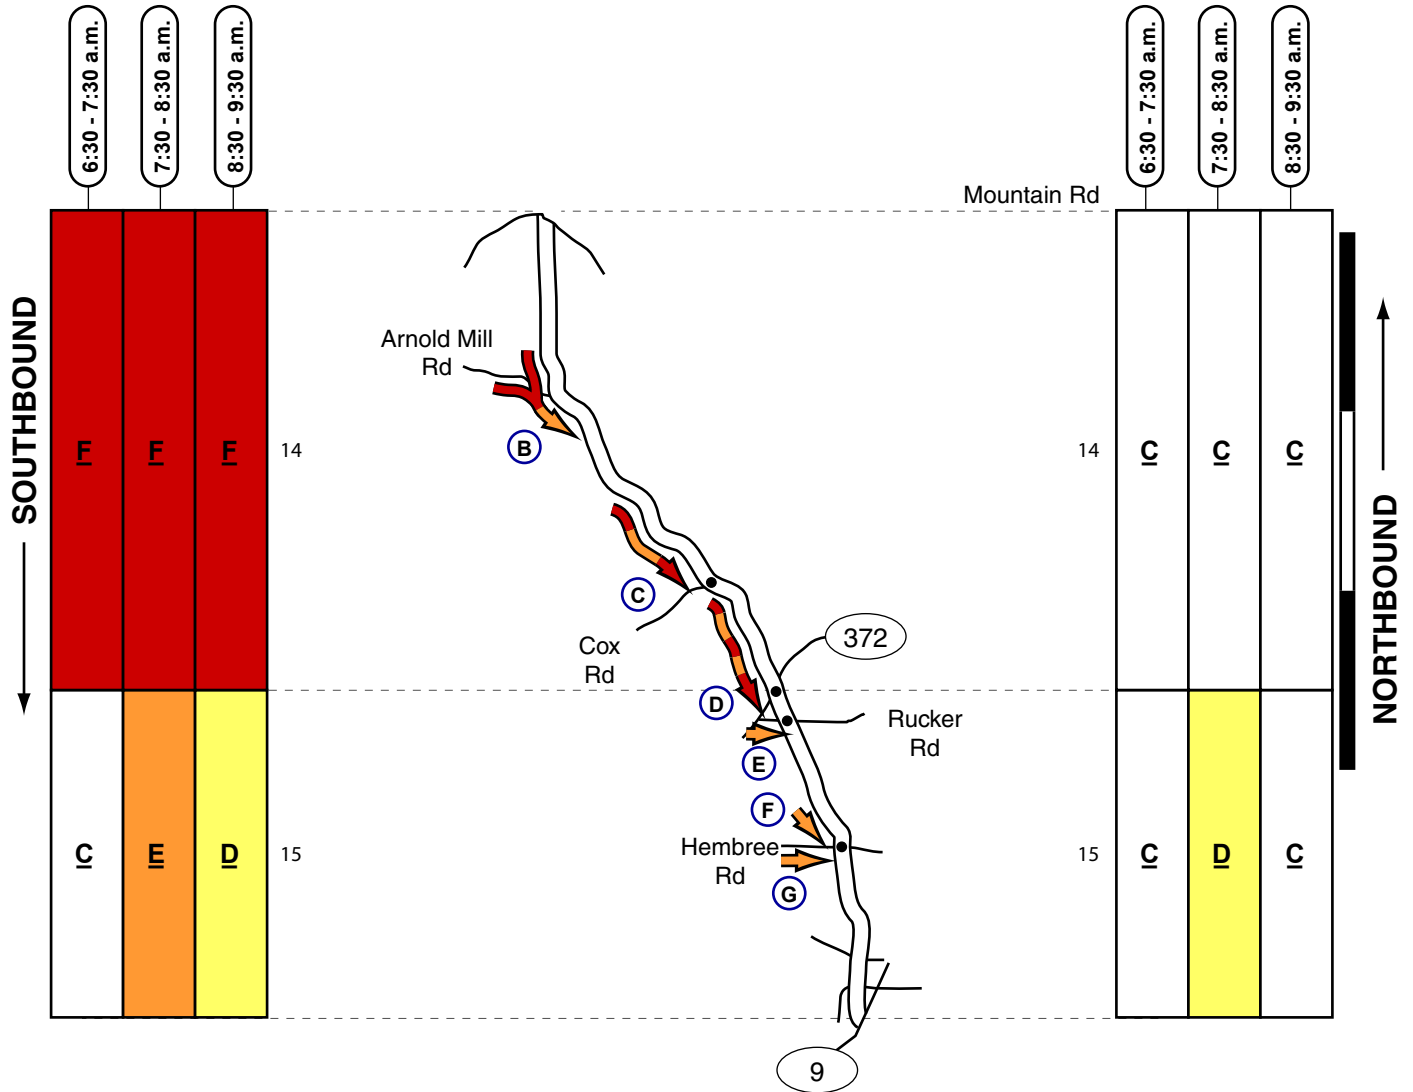 6:30 - 7:30 a.m.
7:30 - 8:30 a.m.
8:30 - 9:30 a.m.
6:30 - 7:30 a.m.
7:30 - 8:30 a.m.
8:30 - 9:30 a.m.
Mountain Rd
SOUTHBOUND
NORTHBOUND
Arnold Mill
Rd
B
F
F
F
14
14
C
C
C
C
Cox
Rd
372
D
Rucker
Rd
E
F
Hembree
Rd
G
C
E
D
15
15
C
D
C
9